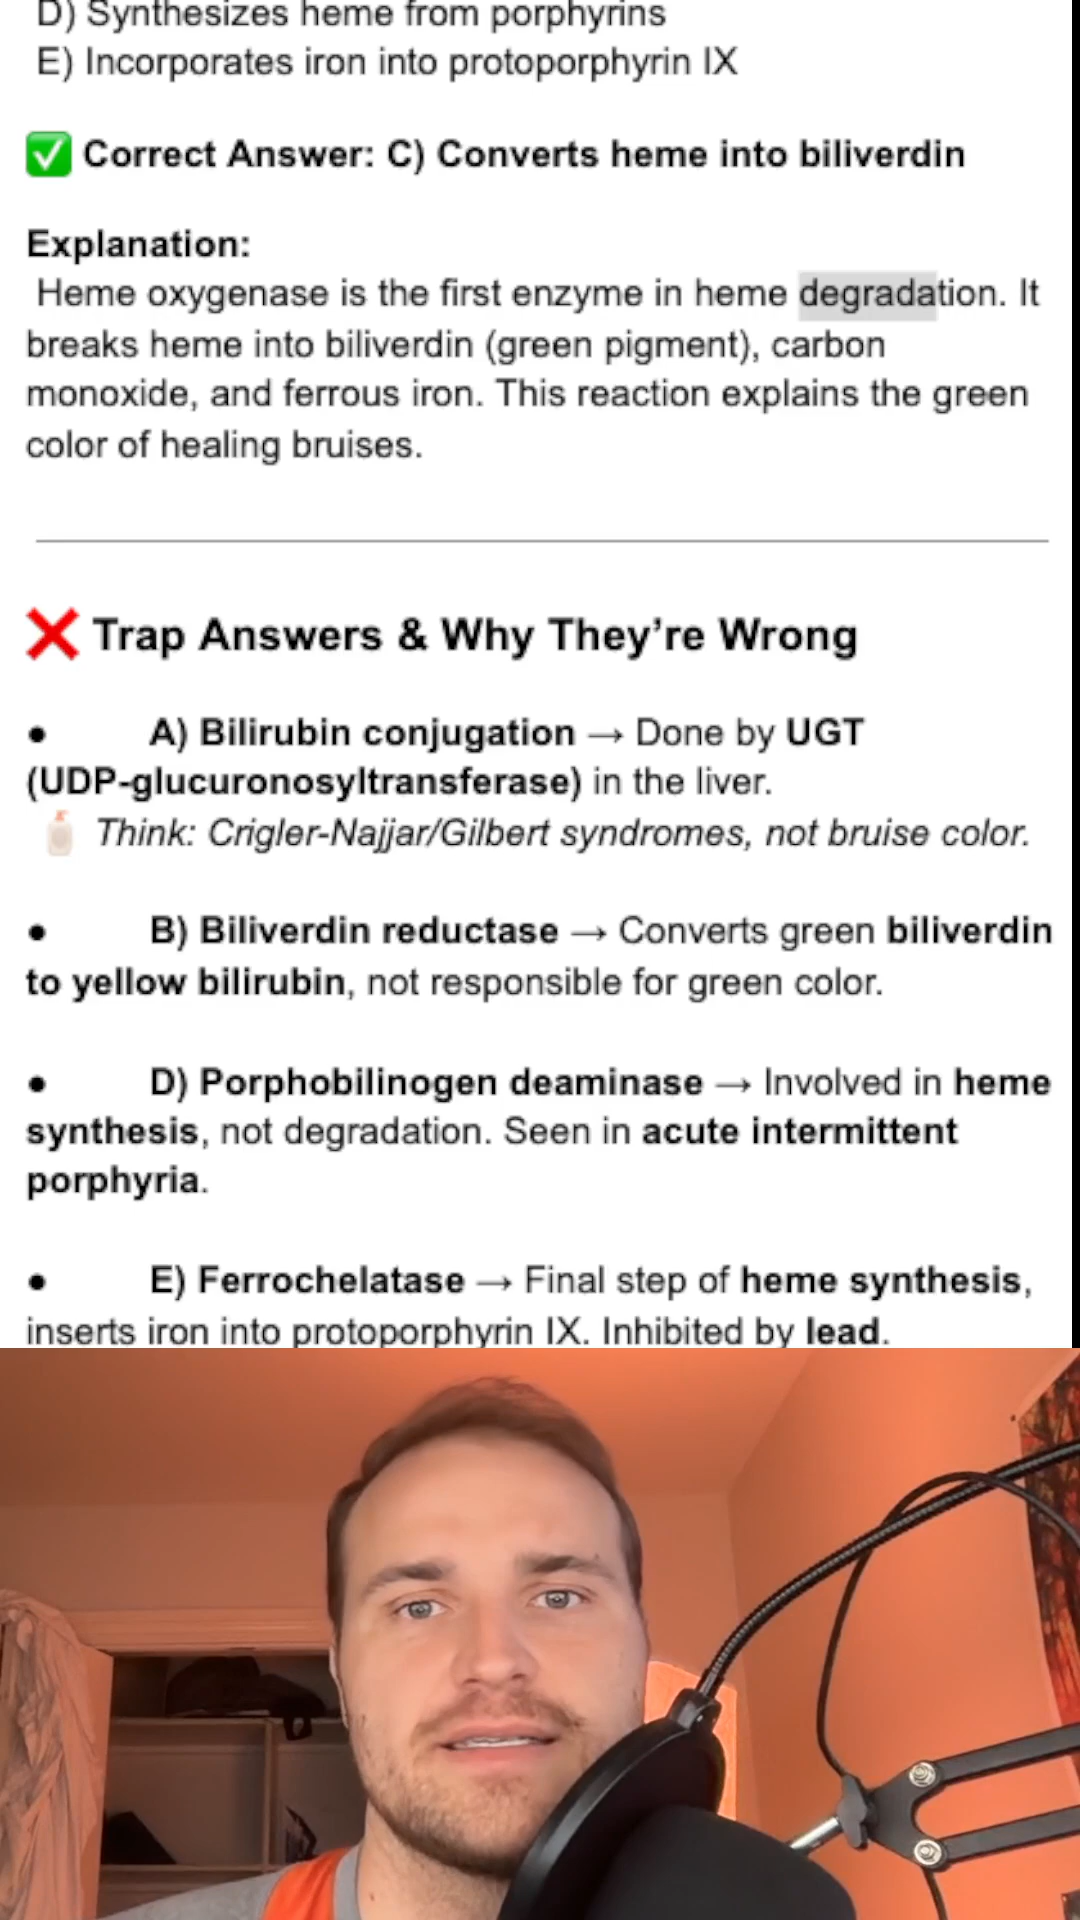 D) Synthesizes heme from porphyrins
E) Incorporates iron into protoporphyrin IX
✅ Correct Answer: C) Converts heme into biliverdin
Explanation:
Heme oxygenase is the first enzyme in heme degradation. It
breaks heme into biliverdin (green pigment), carbon
monoxide, and ferrous iron. This reaction explains the green
color of healing bruises.
❌ Trap Answers & Why They’re Wrong
● A) Bilirubin conjugation → Done by UGT
(UDP-glucuronosyltransferase) in the liver.
🧴 Think: Crigler-Najjar/Gilbert syndromes, not bruise color.
● B) Biliverdin reductase → Converts green biliverdin
to yellow bilirubin, not responsible for green color.
● D) Porphobilinogen deaminase → Involved in heme
synthesis, not degradation. Seen in acute intermittent
porphyria.
● E) Ferrochelatase → Final step of heme synthesis,
inserts iron into protoporphyrin IX. Inhibited by lead.